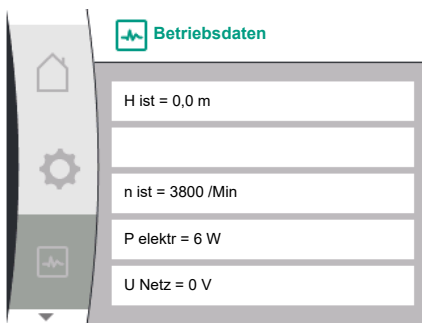 Betriebsdaten
H ist = 0,0 m
n ist = 3800 /Min
P elektr = 6 W
U Netz = 0 V